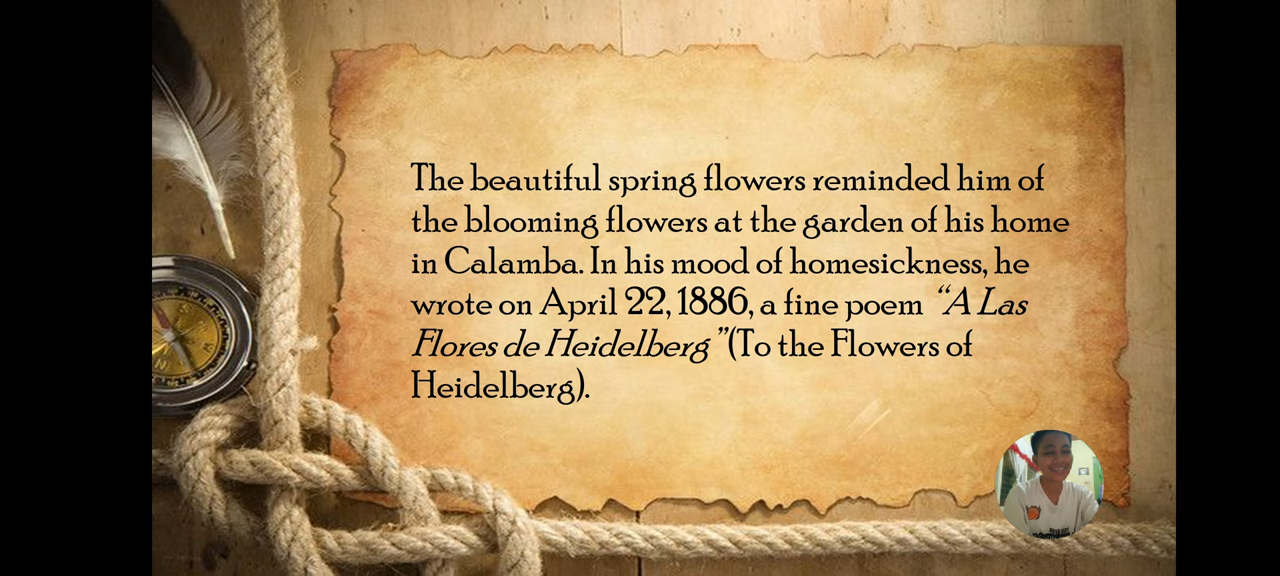 The beautiful spring flowers reminded him of
the blooming flowers at the garden of his home
in Calamba. In his mood of homesickness, he
wrote on April 22, 1886, a fine poem “A Las
Flores de Heidelberg ”(To the Flowers of
Heidelberg).